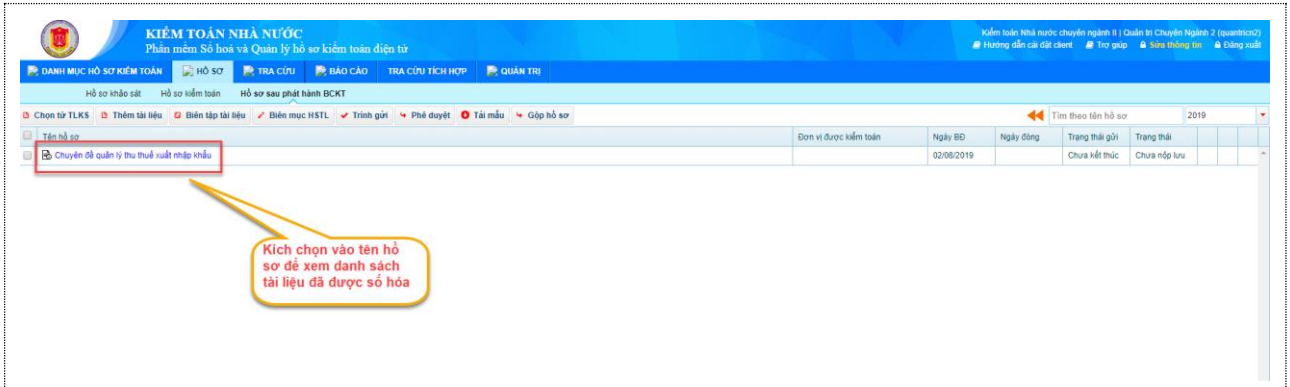 KIỂM TOÁN NHÀ NƯỚC
Phần mềm Số hoá và Quản lý hồ sơ kiểm toán điện tử
Kiểm toán Nhà nước chuyên ngành II | Quản trị Chuyên Ngành 2 (quantricn2)
Hướng dẫn cài đặt client Trợ giúp Sửa thông tin Đăng xuất
DANH MỤC HỒ SƠ KIỂM TOÁN HỒ SƠ TRA CỨU BÁO CÁO TRA CỨU TÍCH HỢP QUẢN TRỊ
Hồ sơ khảo sát Hồ sơ kiểm toán Hồ sơ sau phát hành BCKT
Chọn từ TLKS Thêm tài liệu Biên tập tài liệu Biên mục HSTL Trình gửi Phê duyệt Tải mẫu Gộp hồ sơ Tìm theo tên hồ sơ 2019
Tên hồ sơ Đơn vị được kiểm toán Ngày BĐ Ngày đóng Trạng thái gửi Trạng thái
Chuyên đề quản lý thu thuế xuất nhập khẩu 02/08/2019 Chưa kết thúc Chưa nộp lưu
Kích chọn vào tên hồ
sơ để xem danh sách
tài liệu đã được số hóa